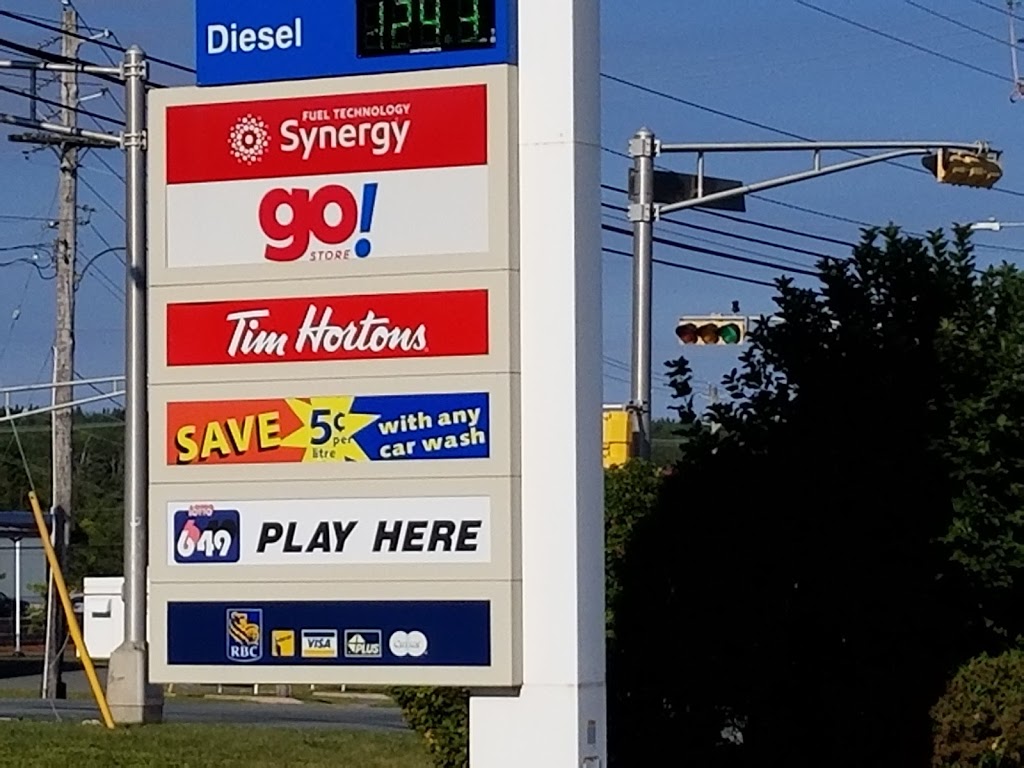 Diesel 124.3
FUEL TECHNOLOGY
Synergy
go!
STORE
Tim Hortons
SAVE 5¢ per litre with any
car wash
LOTTO
649 PLAY HERE
RBC VISA PLUS